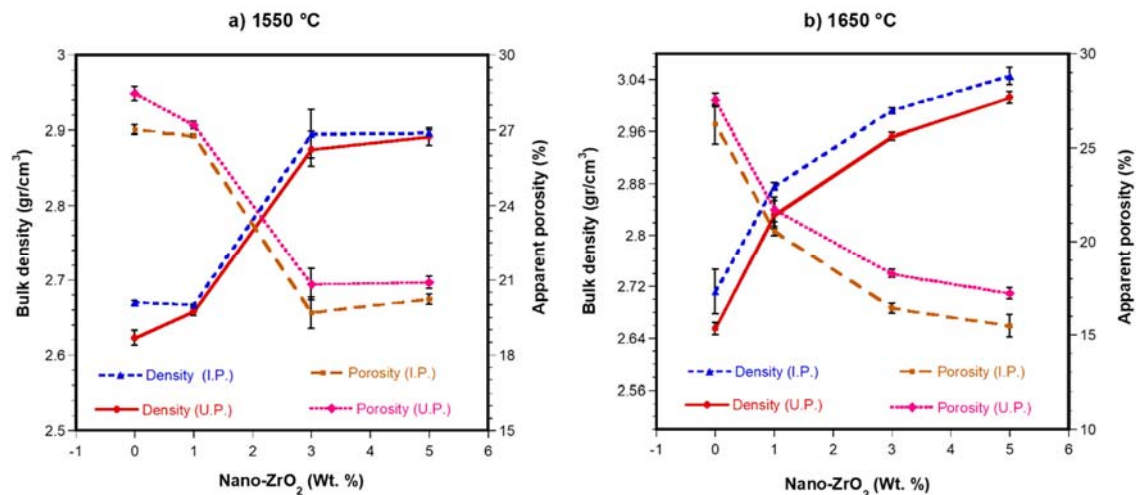 a) 1550 °C
3
2.9
2.8
2.7
2.6
2.5
Bulk density (gr/cm³)
30
27
24
21
18
15
Apparent porosity (%)
Density (I.P.)
Porosity (I.P.)
Density (U.P.)
Porosity (U.P.)
-1 0 1 2 3 4 5 6
Nano-ZrO₂ (Wt. %)
b) 1650 °C
3.04
2.96
2.88
2.8
2.72
2.64
2.56
Bulk density (gr/cm³)
30
25
20
15
10
Apparent porosity (%)
Density (I.P.)
Porosity (I.P.)
Density (U.P.)
Porosity (U.P.)
-1 0 1 2 3 4 5 6
Nano-ZrO₂ (Wt. %)